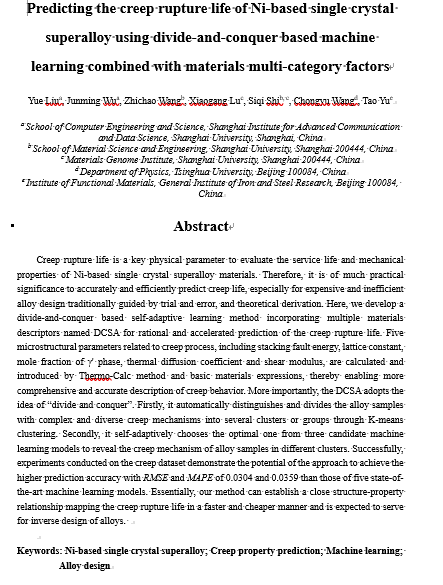 Predicting the creep rupture life of Ni-based single crystal
superalloy using divide-and-conquer based machine
learning combined with materials multi-category factors
Yue Liuᵃ, Junming Wuᵃ, Zhichao Wangᵇ, Xiaogang Luᶜ, Siqi Shiᵇ,ᶜ, Chongyu Wangᵈ, Tao Yuᵉ
ᵃ School of Computer Engineering and Science, Shanghai Institute for Advanced Communication
and Data Science, Shanghai University, Shanghai, China
ᵇ School of Material Science and Engineering, Shanghai University, Shanghai 200444, China
ᶜ Materials Genome Institute, Shanghai University, Shanghai 200444, China
ᵈ Department of Physics, Tsinghua University, Beijing 100084, China
ᵉ Institute of Functional Materials, General Institute of Iron and Steel Research, Beijing 100084,
China
Abstract
Creep rupture life is a key physical parameter to evaluate the service life and mechanical
properties of Ni-based single crystal superalloy materials. Therefore, it is of much practical
significance to accurately and efficiently predict creep life, especially for expensive and inefficient
alloy design traditionally guided by trial and error, and theoretical derivation. Here, we develop a
divide-and-conquer based self-adaptive learning method incorporating multiple materials
descriptors named DCSA for rational and accelerated prediction of the creep rupture life. Five
microstructural parameters related to creep process, including stacking fault energy, lattice constant,
mole fraction of γ' phase, thermal diffusion coefficient and shear modulus, are calculated and
introduced by Thermo-Calc method and basic materials expressions, thereby enabling more
comprehensive and accurate description of creep behavior. More importantly, the DCSA adopts the
idea of “divide and conquer”. Firstly, it automatically distinguishes and divides the alloy samples
with complex and diverse creep mechanisms into several clusters or groups through K-means
clustering. Secondly, it self-adaptively chooses the optimal one from three candidate machine
learning models to reveal the creep mechanism of alloy samples in different clusters. Successfully,
experiments conducted on the creep dataset demonstrate the potential of the approach to achieve the
higher prediction accuracy with RMSE and MAPE of 0.0304 and 0.0359 than those of five state-of-
the-art machine learning models. Essentially, our method can establish a close structure-property
relationship mapping the creep rupture life in a faster and cheaper manner and is expected to serve
for inverse design of alloys.
Keywords: Ni-based single crystal superalloy; Creep property prediction; Machine learning;
Alloy design